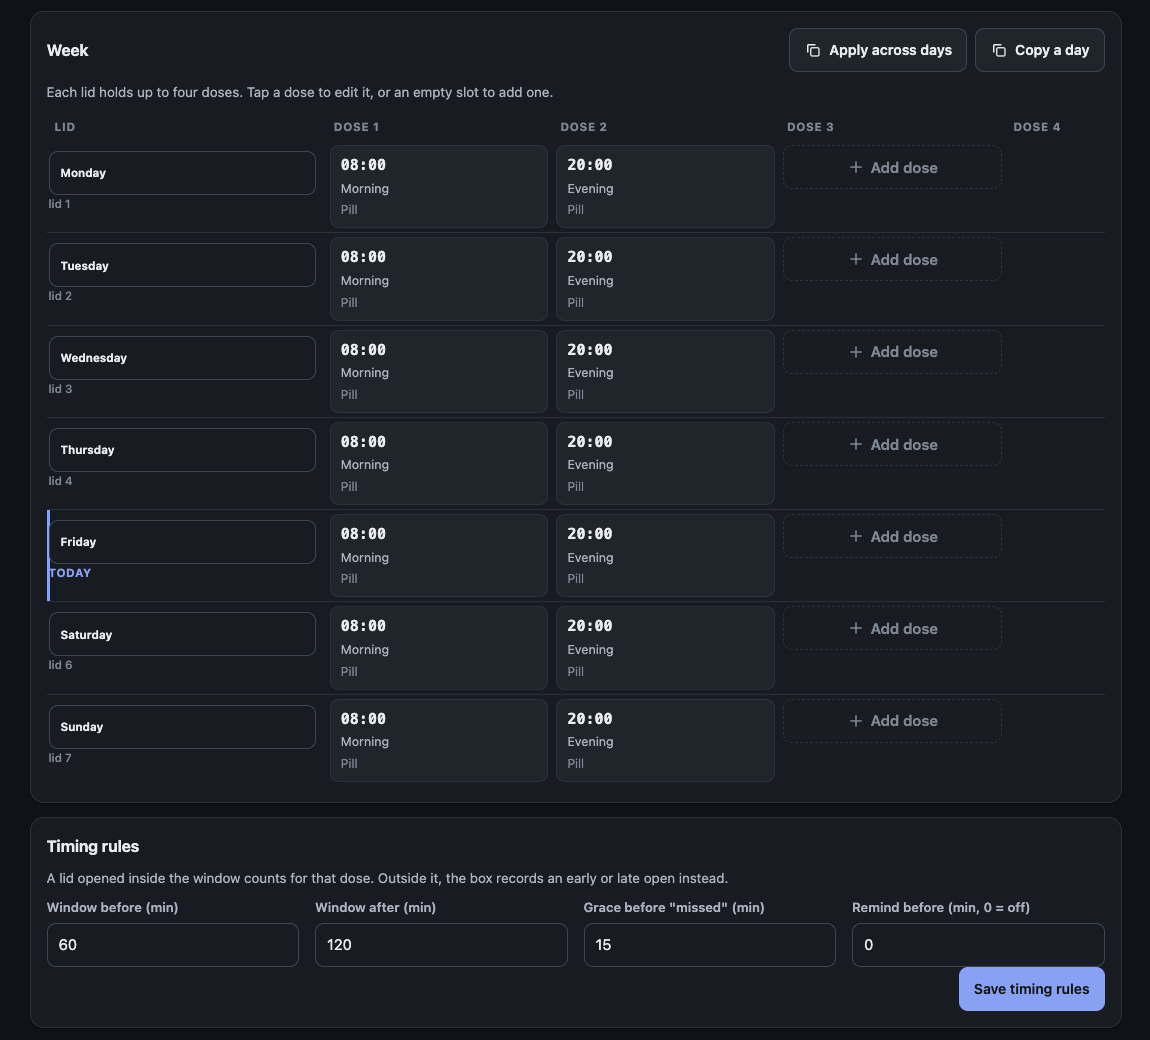 Week
Apply across days
Copy a day
Each lid holds up to four doses. Tap a dose to edit it, or an empty slot to add one.
LID DOSE 1 DOSE 2 DOSE 3 DOSE 4
Monday
lid 1
08:00
Morning
Pill
20:00
Evening
Pill
+ Add dose
Tuesday
lid 2
08:00
Morning
Pill
20:00
Evening
Pill
+ Add dose
Wednesday
lid 3
08:00
Morning
Pill
20:00
Evening
Pill
+ Add dose
Thursday
lid 4
08:00
Morning
Pill
20:00
Evening
Pill
+ Add dose
Friday
TODAY
08:00
Morning
Pill
20:00
Evening
Pill
+ Add dose
Saturday
lid 6
08:00
Morning
Pill
20:00
Evening
Pill
+ Add dose
Sunday
lid 7
08:00
Morning
Pill
20:00
Evening
Pill
+ Add dose
Timing rules
A lid opened inside the window counts for that dose. Outside it, the box records an early or late open instead.
Window before (min)
60
Window after (min)
120
Grace before "missed" (min)
15
Remind before (min, 0 = off)
0
Save timing rules